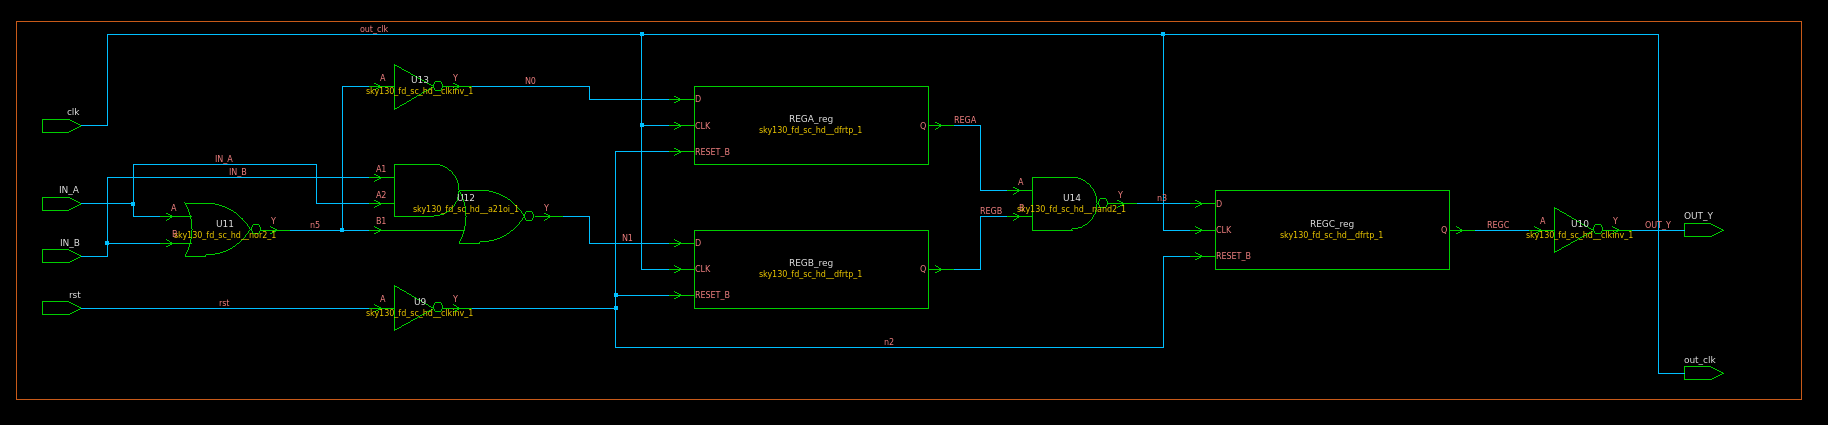 out_clk
clk
A
U13
Y
sky130_fd_sc_hd__clkinv_1
N0
D
REGA_reg
sky130_fd_sc_hd__dfrtp_1
CLK
Q
RESET_B
REGA
IN_A
IN_B
A1
A2
B1
U12
sky130_fd_sc_hd__a21oi_1
Y
IN_A
A
B
U11
sky130_fd_sc_hd__nor2_1
Y
n5
IN_B
N1
D
REGB_reg
sky130_fd_sc_hd__dfrtp_1
CLK
Q
RESET_B
REGB
A
U14
sky130_fd_sc_hd__nand2_1
Y
n3
D
REGC_reg
sky130_fd_sc_hd__dfrtp_1
CLK
Q
RESET_B
REGC
A
U10
Y
sky130_fd_sc_hd__clkinv_1
OUT_Y
OUT_Y
rst
rst
A
U9
Y
sky130_fd_sc_hd__clkinv_1
n2
out_clk